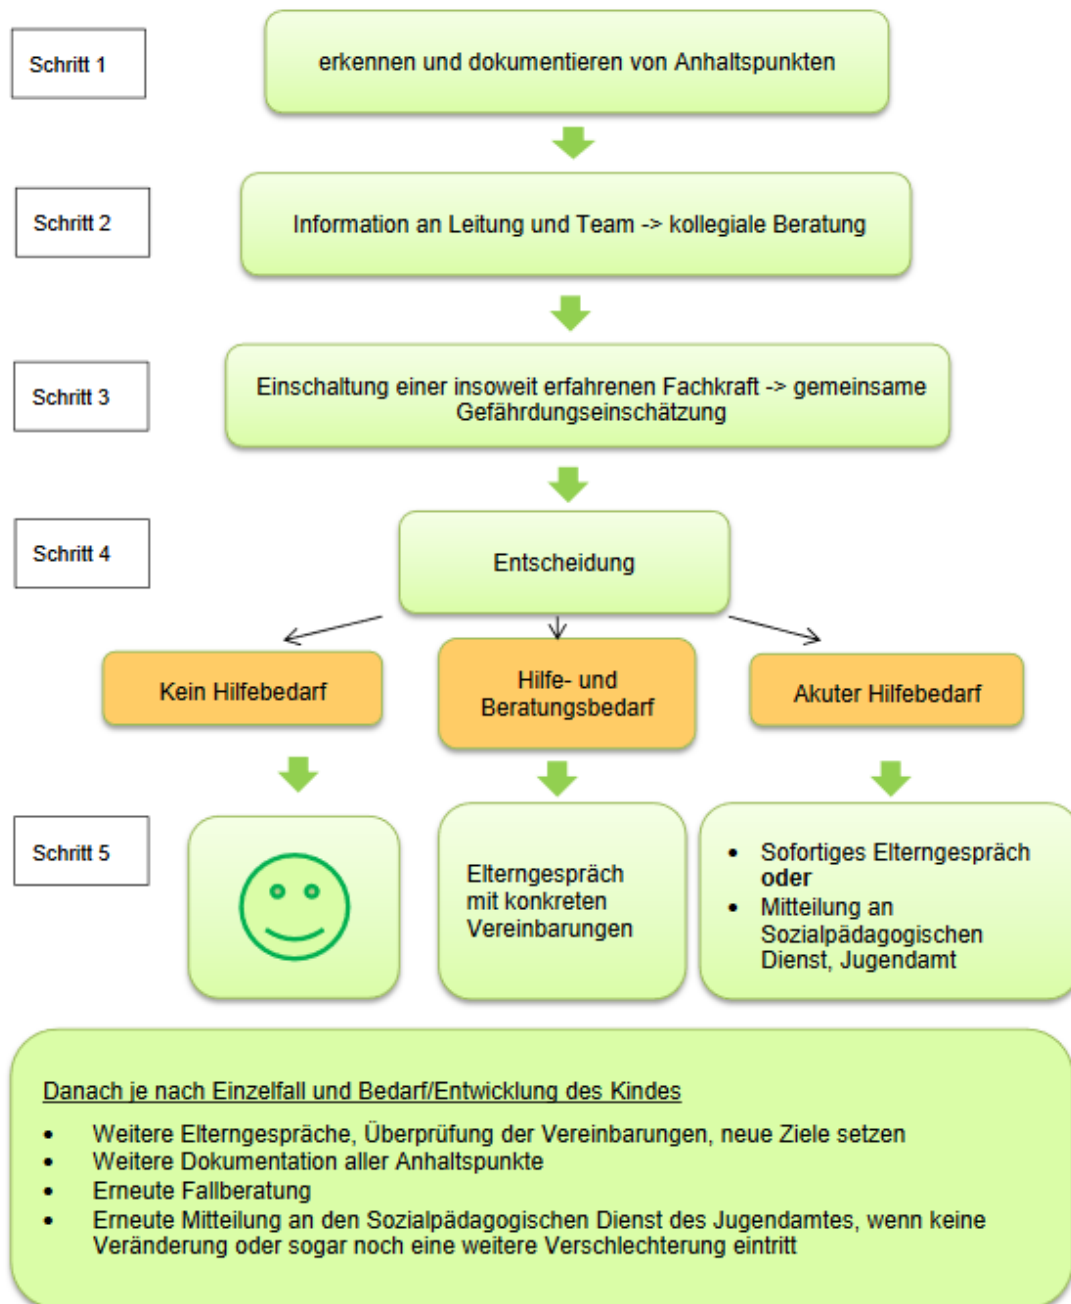 Schritt 1
erkennen und dokumentieren von Anhaltspunkten
Schritt 2
Information an Leitung und Team -> kollegiale Beratung
Schritt 3
Einschaltung einer insoweit erfahrenen Fachkraft -> gemeinsame
Gefährdungseinschätzung
Schritt 4
Entscheidung
Kein Hilfebedarf
Hilfe- und
Beratungsbedarf
Akuter Hilfebedarf
Schritt 5
Elterngespräch
mit konkreten
Vereinbarungen
• Sofortiges Elterngespräch
oder
• Mitteilung an
Sozialpädagogischen
Dienst, Jugendamt
Danach je nach Einzelfall und Bedarf/Entwicklung des Kindes
• Weitere Elterngespräche, Überprüfung der Vereinbarungen, neue Ziele setzen
• Weitere Dokumentation aller Anhaltspunkte
• Erneute Fallberatung
• Erneute Mitteilung an den Sozialpädagogischen Dienst des Jugendamtes, wenn keine
Veränderung oder sogar noch eine weitere Verschlechterung eintritt